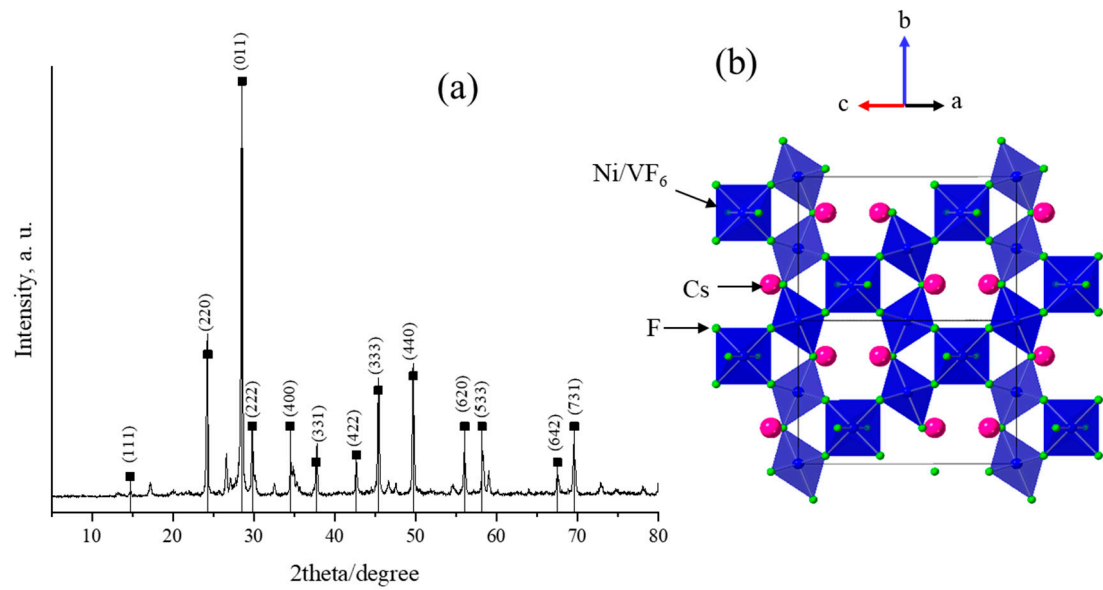 (a)
Intensity, a. u.
(111)
(220)
(011)
(222)
(400)
(331)
(422)
(333)
(440)
(620)
(533)
(642)
(731)
10 20 30 40 50 60 70 80
2theta/degree
(b)
b
c a
Ni/VF6
Cs
F